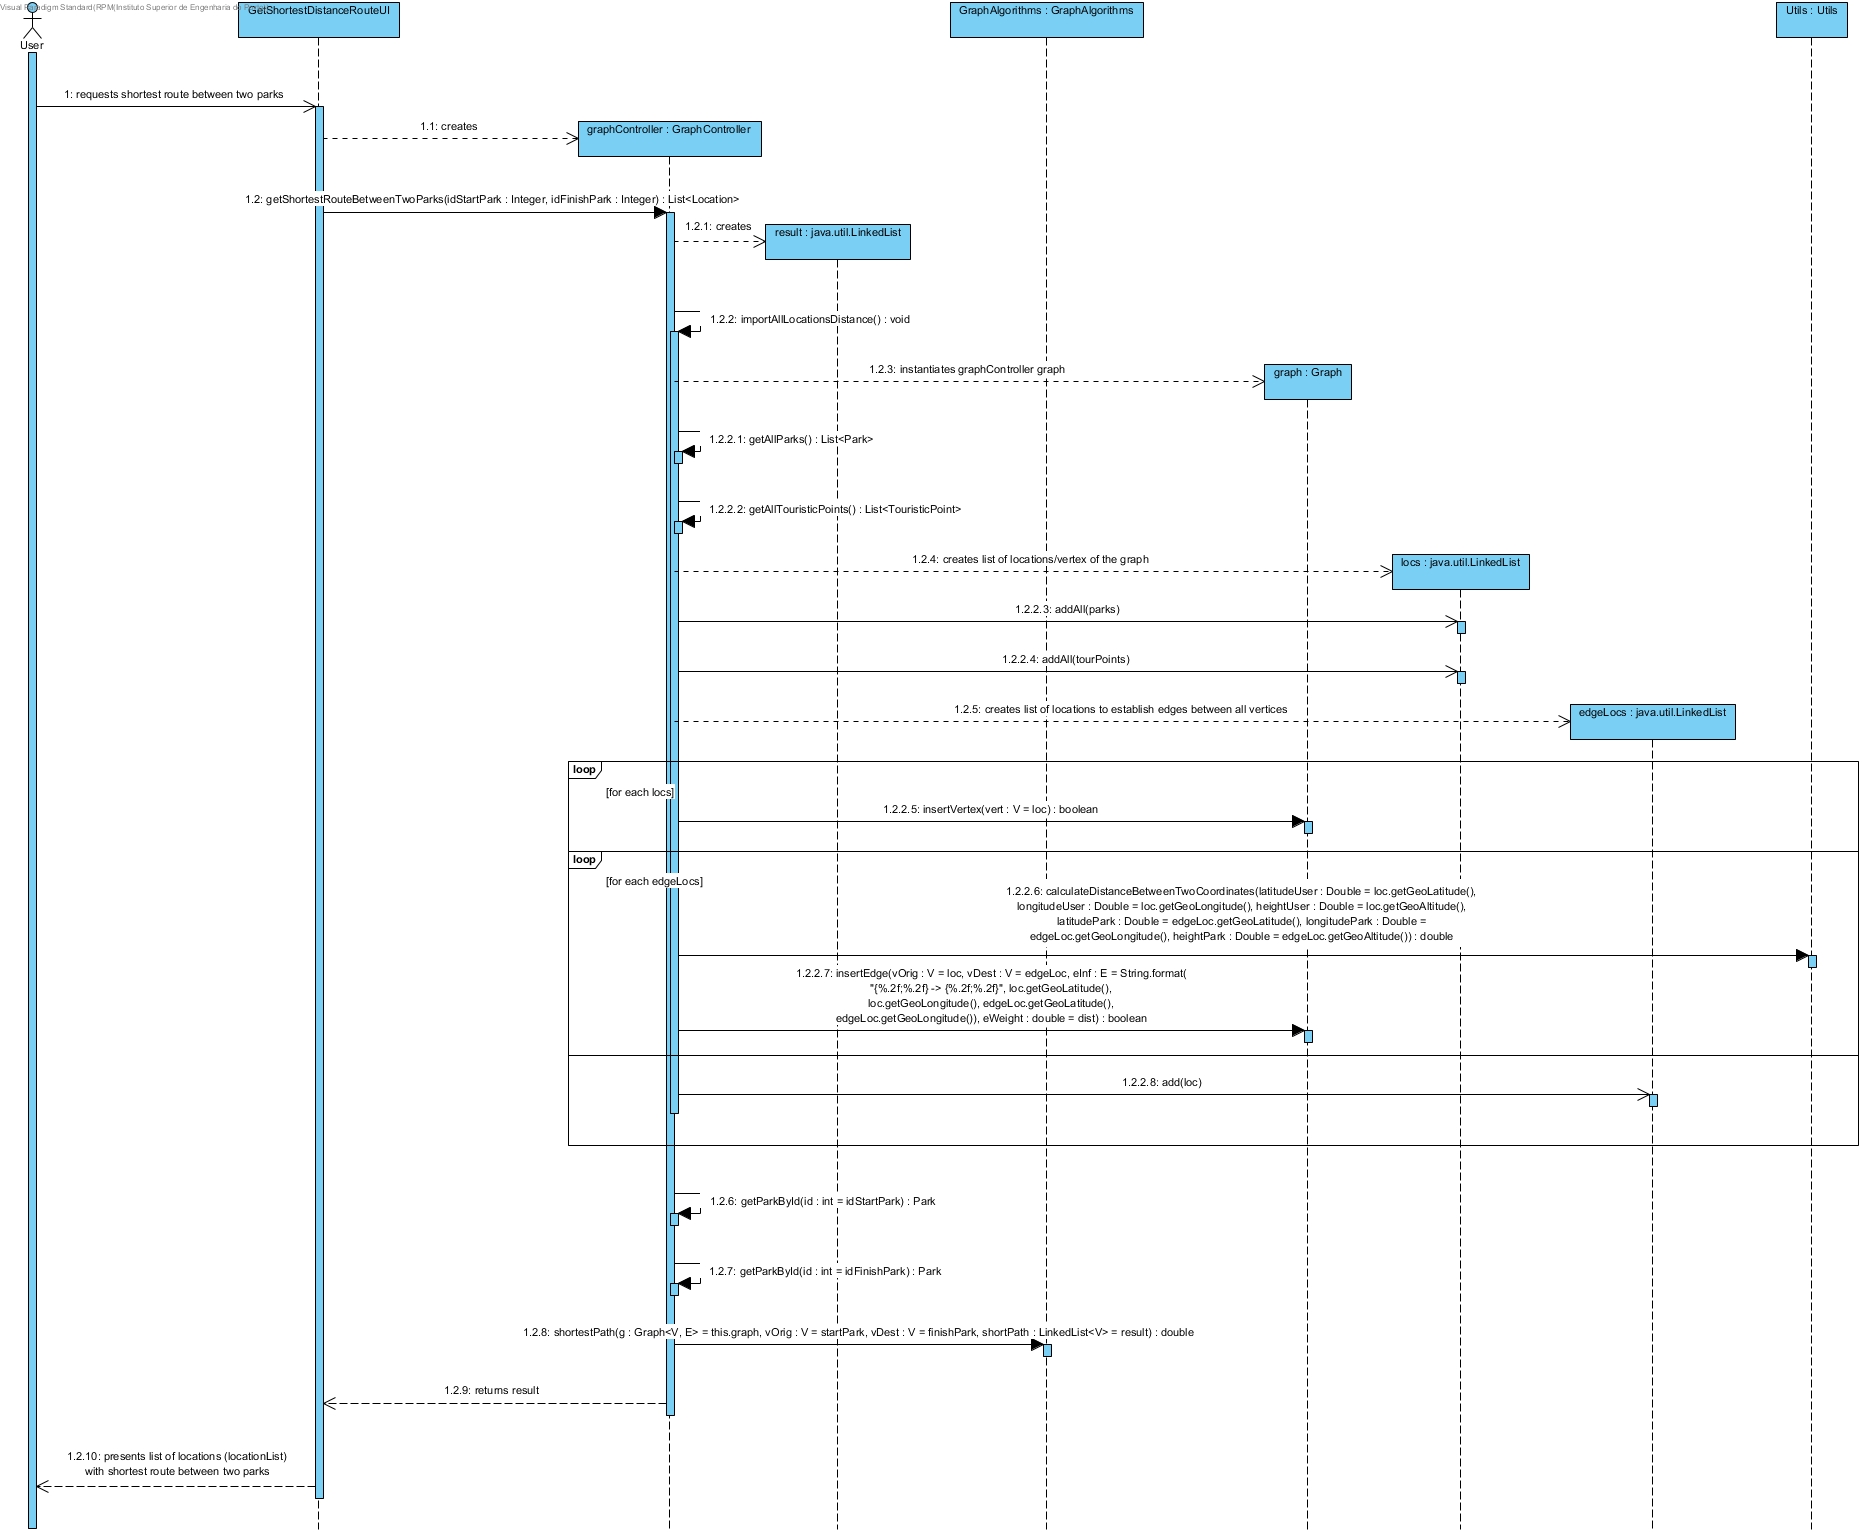 Visual Paradigm Standard(RPM(Instituto Superior de Engenharia do
GetShortestDistanceRouteUI
GraphAlgorithms : GraphAlgorithms
Utils : Utils
User
1: requests shortest route between two parks
1.1: creates
graphController : GraphController
1.2: getShortestRouteBetweenTwoParks(idStartPark : Integer, idFinishPark : Integer) : List<Location>
1.2.1: creates
result : java.util.LinkedList
1.2.2: importAllLocationsDistance() : void
1.2.3: instantiates graphController graph
graph : Graph
1.2.2.1: getAllParks() : List<Park>
1.2.2.2: getAllTouristicPoints() : List<TouristicPoint>
1.2.4: creates list of locations/vertex of the graph
locs : java.util.LinkedList
1.2.2.3: addAll(parks)
1.2.2.4: addAll(tourPoints)
1.2.5: creates list of locations to establish edges between all vertices
edgeLocs : java.util.LinkedList
loop
[for each locs]
1.2.2.5: insertVertex(vert : V = loc) : boolean
loop
[for each edgeLocs]
1.2.2.6: calculateDistanceBetweenTwoCoordinates(latitudeUser : Double = loc.getGeoLatitude(),
longitudeUser : Double = loc.getGeoLongitude(), heightUser : Double = loc.getGeoAltitude(),
latitudePark : Double = edgeLoc.getGeoLatitude(), longitudePark : Double =
edgeLoc.getGeoLongitude(), heightPark : Double = edgeLoc.getGeoAltitude()) : double
1.2.2.7: insertEdge(vOrig : V = loc, vDest : V = edgeLoc, eInf : E = String.format(
"{%.2f;%.2f} -> {%.2f;%.2f}", loc.getGeoLatitude(),
loc.getGeoLongitude(), edgeLoc.getGeoLatitude(),
edgeLoc.getGeoLongitude()), eWeight : double = dist) : boolean
1.2.2.8: add(loc)
1.2.6: getParkById(id : int = idStartPark) : Park
1.2.7: getParkById(id : int = idFinishPark) : Park
1.2.8: shortestPath(g : Graph<V, E> = this.graph, vOrig : V = startPark, vDest : V = finishPark, shortPath : LinkedList<V> = result) : double
1.2.9: returns result
1.2.10: presents list of locations (locationList)
with shortest route between two parks